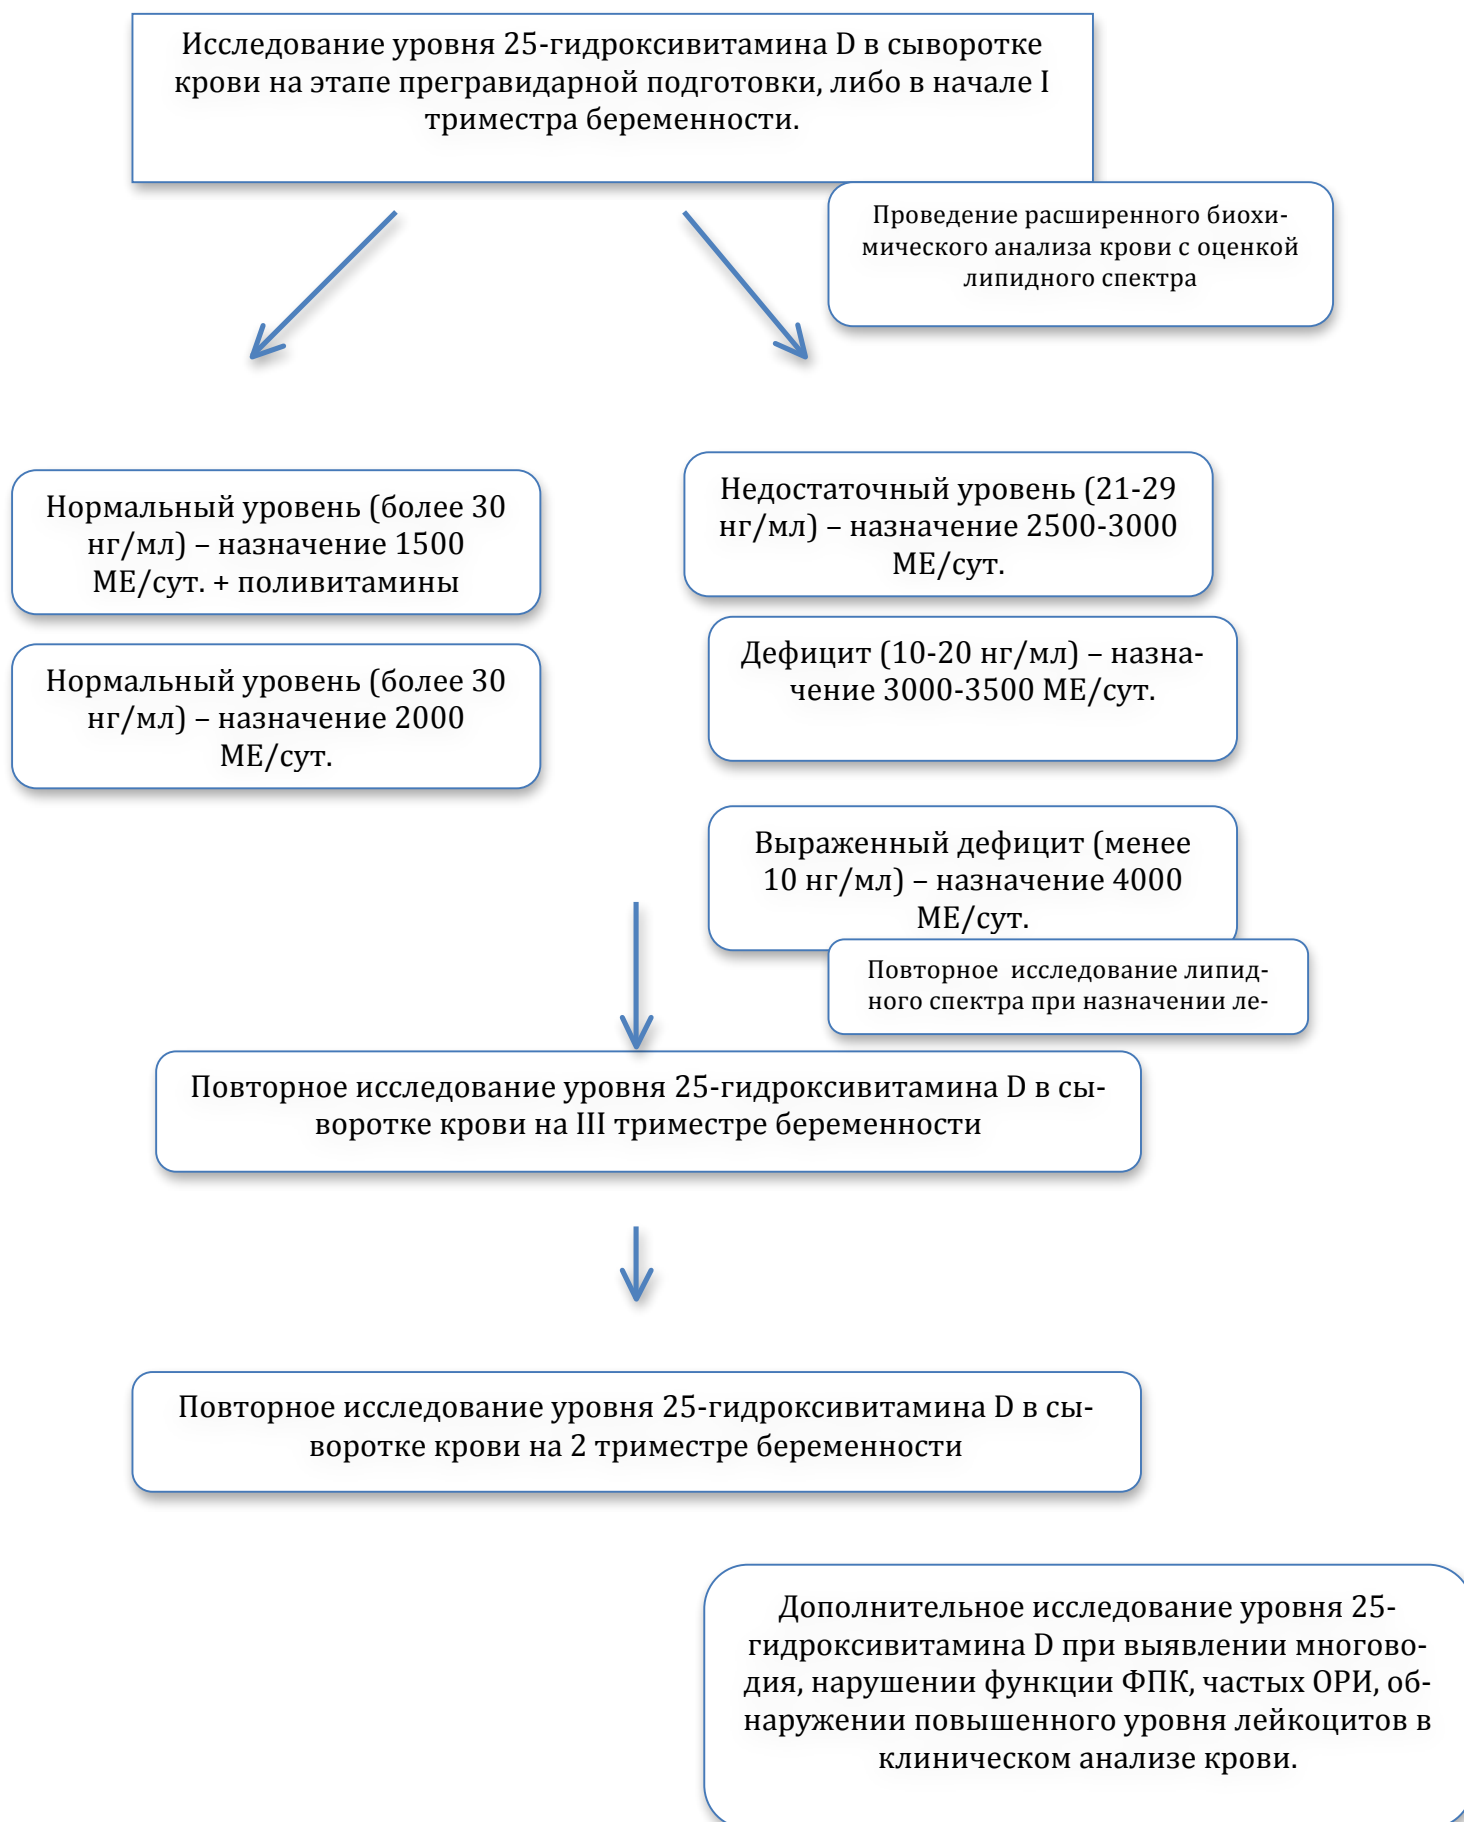 Исследование уровня 25-гидроксивитамина D в сыворотке
крови на этапе прегравидарной подготовки, либо в начале I
триместра беременности.
Проведение расширенного биохи-
мического анализа крови с оценкой
липидного спектра
Нормальный уровень (более 30
нг/мл) – назначение 1500
МЕ/сут. + поливитамины
Нормальный уровень (более 30
нг/мл) – назначение 2000
МЕ/сут.
Недостаточный уровень (21-29
нг/мл) – назначение 2500-3000
МЕ/сут.
Дефицит (10-20 нг/мл) – назна-
чение 3000-3500 МЕ/сут.
Выраженный дефицит (менее
10 нг/мл) – назначение 4000
МЕ/сут.
Повторное  исследование липид-
ного спектра при назначении ле-
Повторное исследование уровня 25-гидроксивитамина D в сы-
воротке крови на III триместре беременности
Повторное исследование уровня 25-гидроксивитамина D в сы-
воротке крови на 2 триместре беременности
Дополнительное исследование уровня 25-
гидроксивитамина D при выявлении многово-
дия, нарушении функции ФПК, частых ОРИ, об-
наружении повышенного уровня лейкоцитов в
клиническом анализе крови.